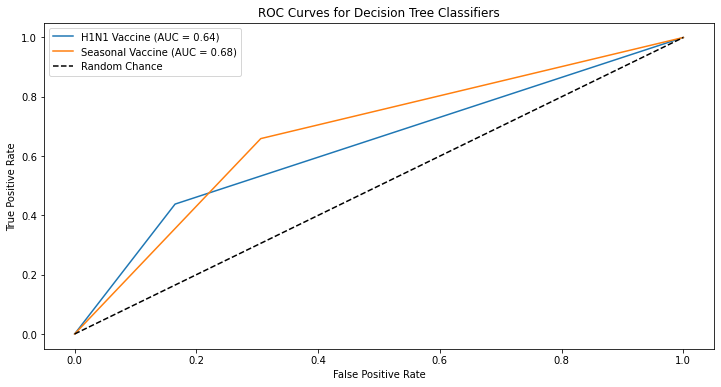 ROC Curves for Decision Tree Classifiers
H1N1 Vaccine (AUC = 0.64)
Seasonal Vaccine (AUC = 0.68)
Random Chance
True Positive Rate
1.0
0.8
0.6
0.4
0.2
0.0
0.0 0.2 0.4 0.6 0.8 1.0
False Positive Rate